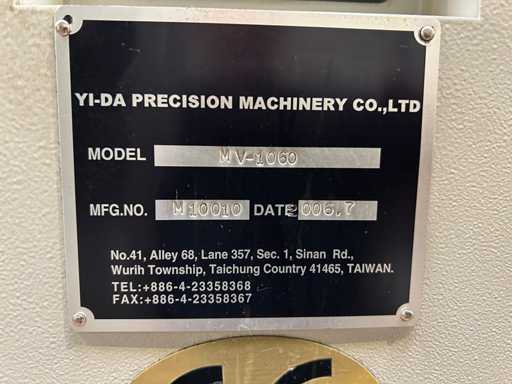 YI-DA PRECISION MACHINERY CO.,LTD
MODEL MV-1060
MFG.NO. M10010 DATE 2006.7
No.41, Alley 68, Lane 357, Sec. 1, Sinan Rd.,
Wurih Township, Taichung Country 41465, TAIWAN.
TEL:+886-4-23358368
FAX:+886-4-23358367